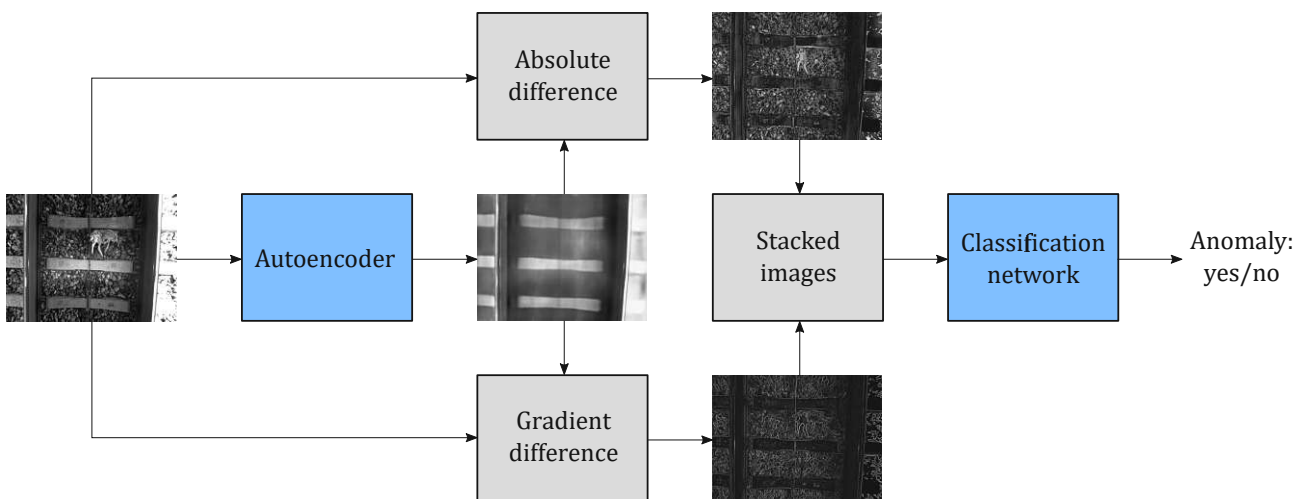 Absolute
difference
Autoencoder
Stacked
images
Classification
network
Anomaly:
yes/no
Gradient
difference